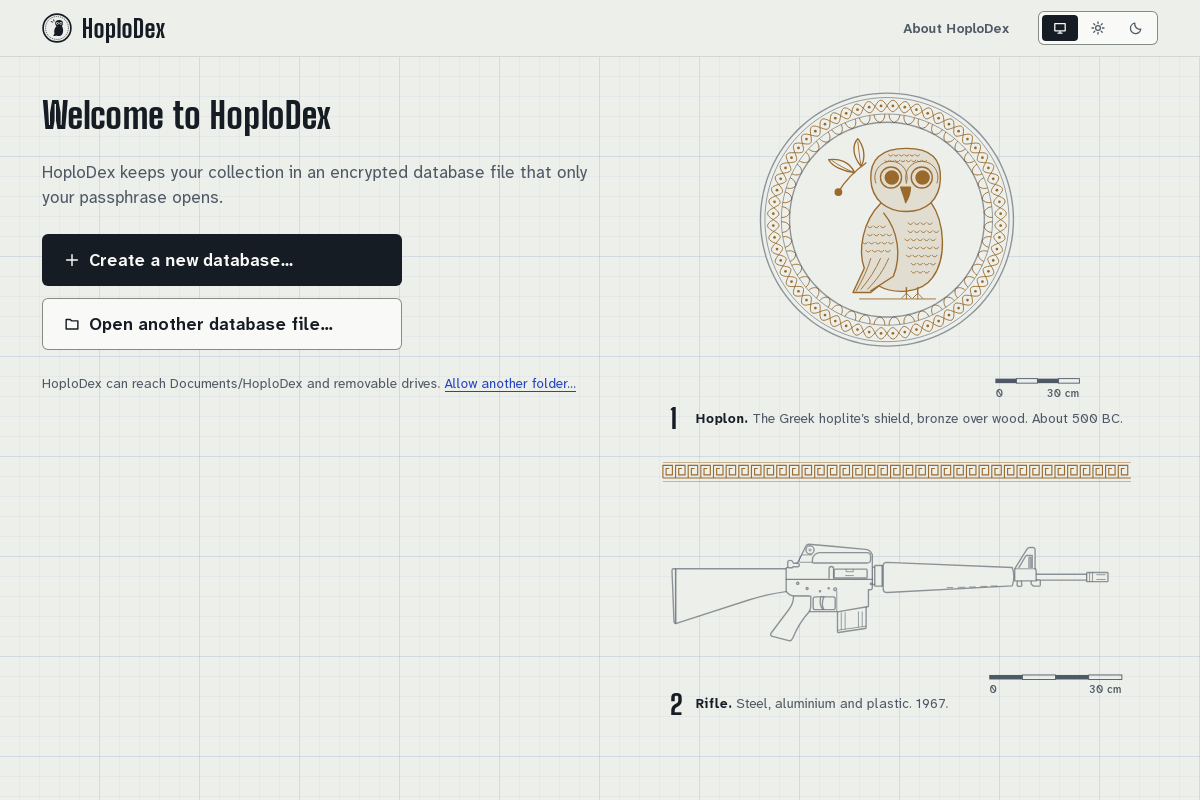 HoploDex
About HoploDex
Welcome to HoploDex
HoploDex keeps your collection in an encrypted database file that only
your passphrase opens.
Create a new database…
Open another database file…
HoploDex can reach Documents/HoploDex and removable drives. Allow another folder…
0 30 cm
1 Hoplon. The Greek hoplite's shield, bronze over wood. About 500 BC.
0 30 cm
2 Rifle. Steel, aluminium and plastic. 1967.